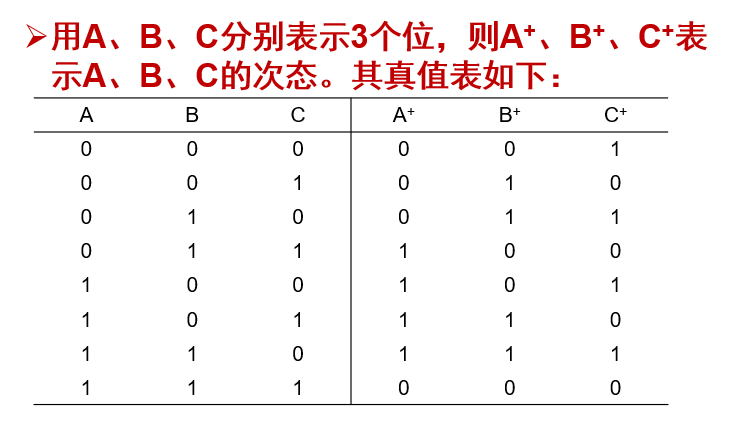 ➢用A、B、C分别表示3个位，则A⁺、B⁺、C⁺表
示A、B、C的次态。其真值表如下：
A B C A⁺ B⁺ C⁺
0 0 0 0 0 1
0 0 1 0 1 0
0 1 0 0 1 1
0 1 1 1 0 0
1 0 0 1 0 1
1 0 1 1 1 0
1 1 0 1 1 1
1 1 1 0 0 0